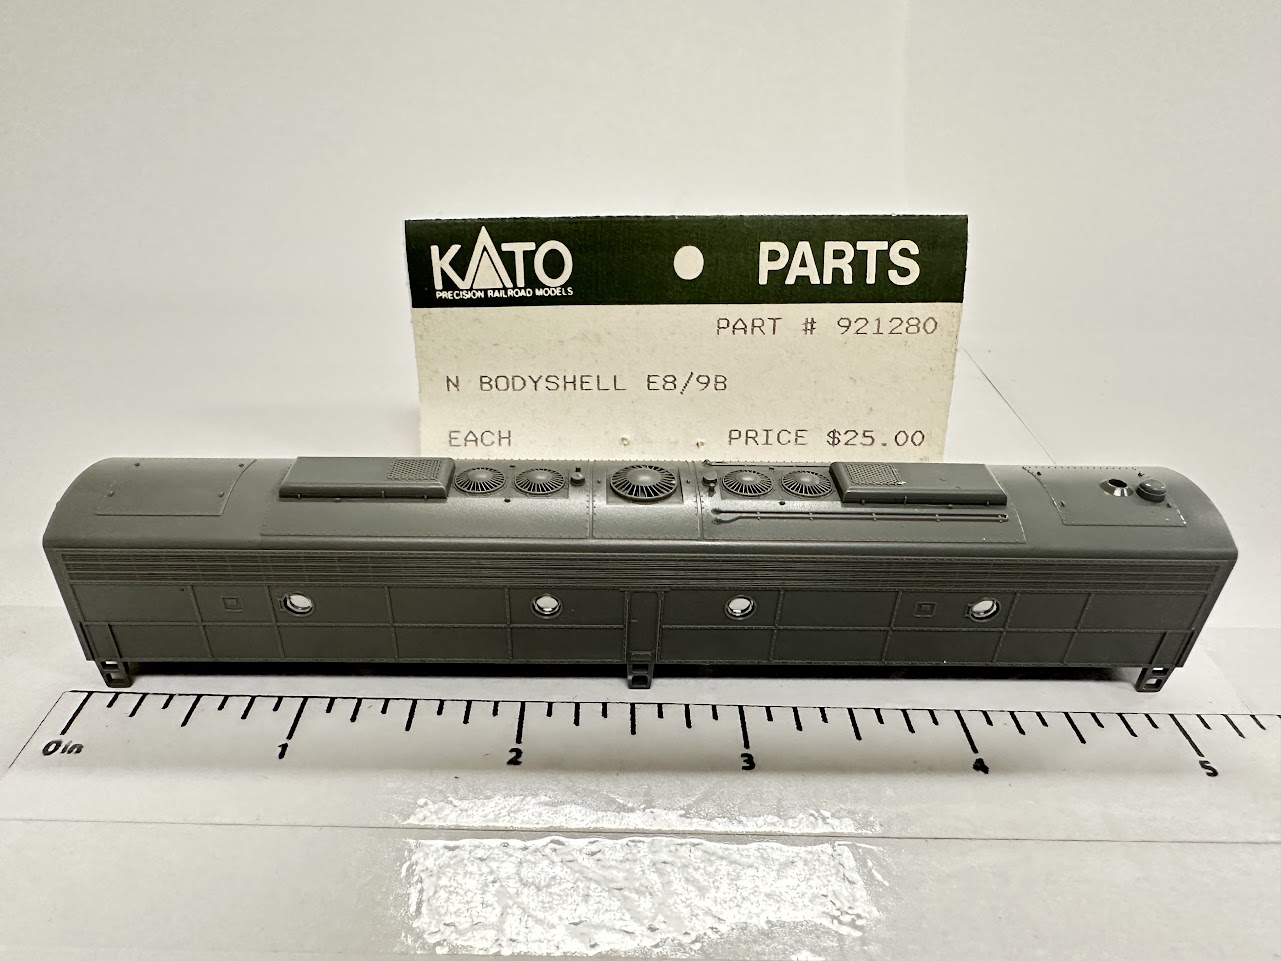 KATO
PRECISION RAILROAD MODELS
PARTS
PART # 921280
N BODYSHELL E8/9B
EACH
PRICE $25.00
0in 1 2 3 4 5